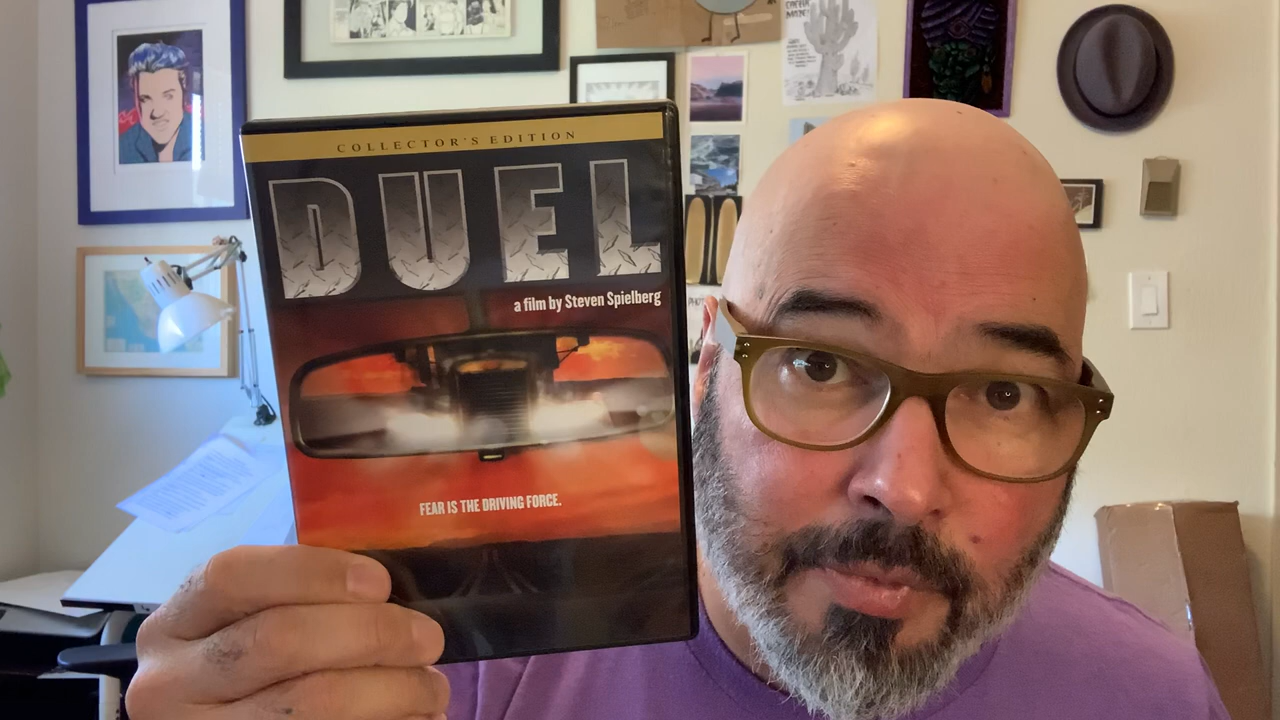 COLLECTOR'S EDITION
DUEL
a film by Steven Spielberg
FEAR IS THE DRIVING FORCE.